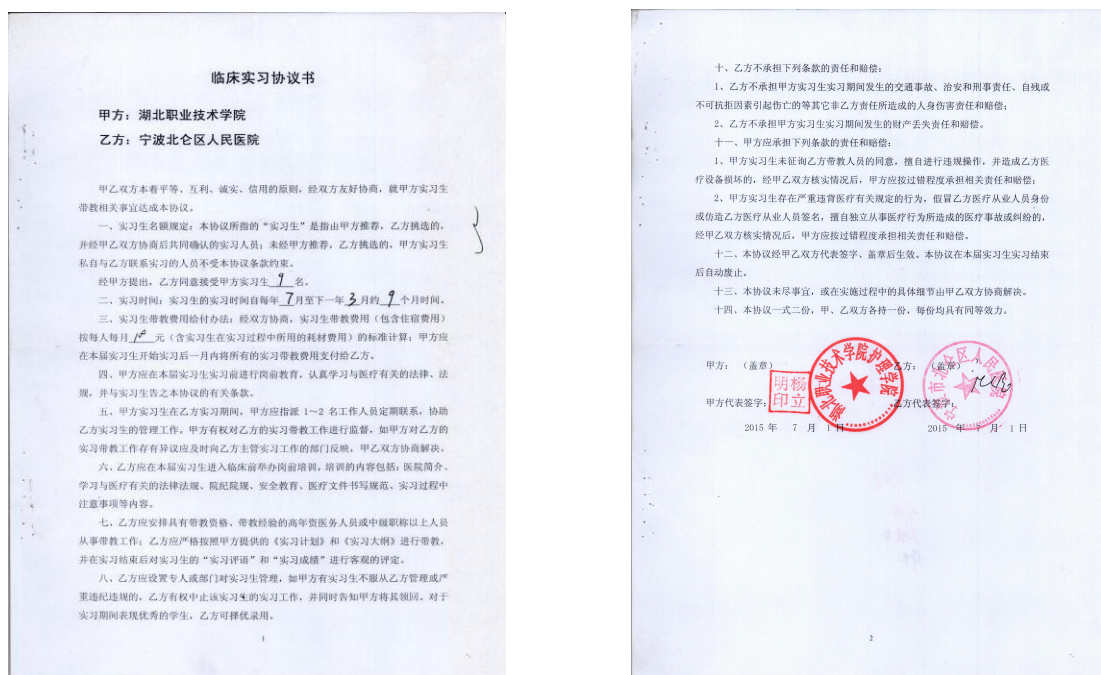 临床实习协议书
甲方：湖北职业技术学院
乙方：宁波北仑区人民医院
甲乙双方本着平等、互利、诚实、信用的原则，经双方友好协商，就甲方实习生
带教相关事宜达成本协议。
一、实习生名额规定：本协议所指的“实习生”是指由甲方推荐，乙方挑选的，
并经甲乙双方协商后共同确认的实习人员；未经甲方推荐，乙方挑选的，甲方实习生
私自与乙方联系实习的人员不受本协议条款约束。
经甲方提出，乙方同意接受甲方实习生 9 名。
二、实习时间：实习生的实习时间自每年 7 月至下一年 3 月约 9 个月时间。
三、实习生带教费用给付办法：经双方协商，实习生带教费用（包含住宿费用）
按每人每月 元（含实习生在实习过程中所用的耗材费用）的标准计算；甲方应
在本届实习生开始实习后一月内将所有的实习带教费用支付给乙方。
四、甲方应在本届实习生实习前进行岗前教育，认真学习与医疗有关的法律、法
规，并与实习生告之本协议的有关条款。
五、甲方实习生在乙方实习期间，甲方应指派 1～2 名工作人员定期联系，协助
乙方实习生的管理工作。甲方有权对乙方的实习带教工作进行监督，如甲方对乙方的
实习带教工作存有异议应及时向乙方主管实习工作的部门反映，甲乙双方协商解决。
六、乙方应在本届实习生进入临床前举办岗前培训，培训的内容包括：医院简介、
学习与医疗有关的法律法规、院纪院规、安全教育、医疗文件书写规范、实习过程中
注意事项等内容。
七、乙方应安排具有带教资格、带教经验的高年资医务人员或中级职称以上人员
从事带教工作；乙方应严格按照甲方提供的《实习计划》和《实习大纲》进行带教，
并在实习结束后对实习生的“实习评语”和“实习成绩”进行客观的评定。
八、乙方应设置专人或部门对实习生管理，如甲方有实习生不服从乙方管理或严
重违纪违规的，乙方有权中止该实习生的实习工作，并同时告知甲方将其领回。对于
实习期间表现优秀的学生，乙方可择优录用。
1
十、乙方不承担下列条款的责任和赔偿：
1、乙方不承担甲方实习生实习期间发生的交通事故、治安和刑事责任、自残或
不可抗拒因素引起伤亡的等其它非乙方责任所造成的人身伤害责任和赔偿；
2、乙方不承担甲方实习生实习期间发生的财产丢失责任和赔偿。
十一、甲方应承担下列条款的责任和赔偿：
1、甲方实习生未征询乙方带教人员的同意，擅自进行违规操作，并造成乙方医
疗设备损坏的，经甲乙双方核实情况后，甲方应按过错程度承担相关责任和赔偿；
2、甲方实习生存在严重违背医疗有关规定的行为，假冒乙方医疗从业人员身份
或仿造乙方医疗从业人员签名，擅自独立从事医疗行为所造成的医疗事故或纠纷的，
经甲乙双方核实情况后，甲方应按过错程度承担相关责任和赔偿。
十二、本协议经甲乙双方代表签字、盖章后生效。本协议在本届实习生实习结束
后自动废止。
十三、本协议未尽事宜，或在实施过程中的具体细节由甲乙双方协商解决。
十四、本协议一式二份，甲、乙双方各持一份，每份均具有同等效力。
甲方：（盖章） 乙方：（盖章）
湖北职业技术学院护理学院
市北仑区人民医院
明杨
印立
甲方代表签字： 乙方代表签字：
2015 年 7 月 1 日 2015 年 7 月 1 日
2